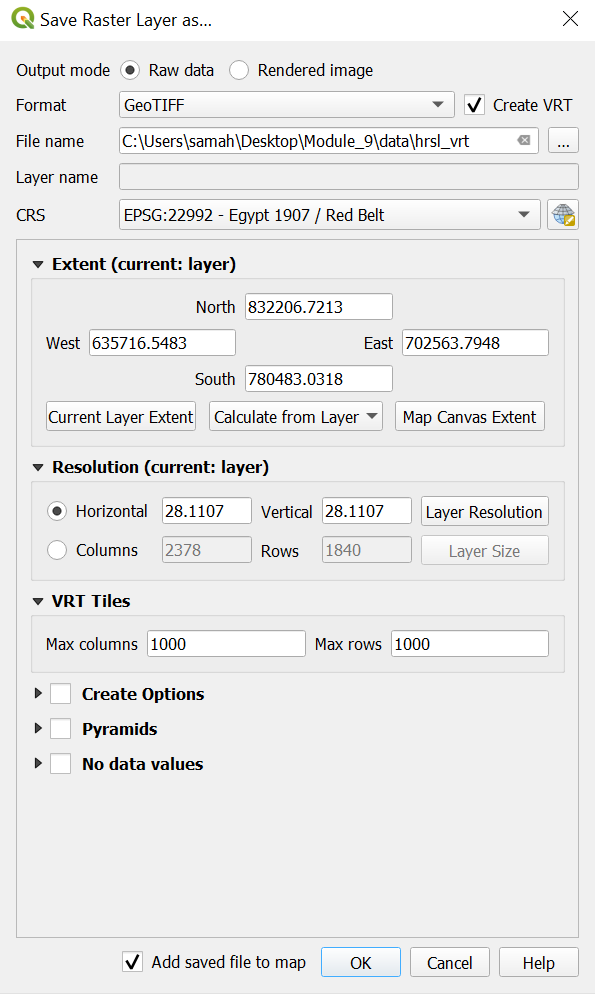 Save Raster Layer as...
Output mode Raw data Rendered image
Format GeoTIFF Create VRT
File name C:\Users\samah\Desktop\Module_9\data\hrsl_vrt ...
Layer name
CRS EPSG:22992 - Egypt 1907 / Red Belt
Extent (current: layer)
North 832206.7213
West 635716.5483 East 702563.7948
South 780483.0318
Current Layer Extent Calculate from Layer Map Canvas Extent
Resolution (current: layer)
Horizontal 28.1107 Vertical 28.1107 Layer Resolution
Columns 2378 Rows 1840 Layer Size
VRT Tiles
Max columns 1000 Max rows 1000
Create Options
Pyramids
No data values
Add saved file to map OK Cancel Help